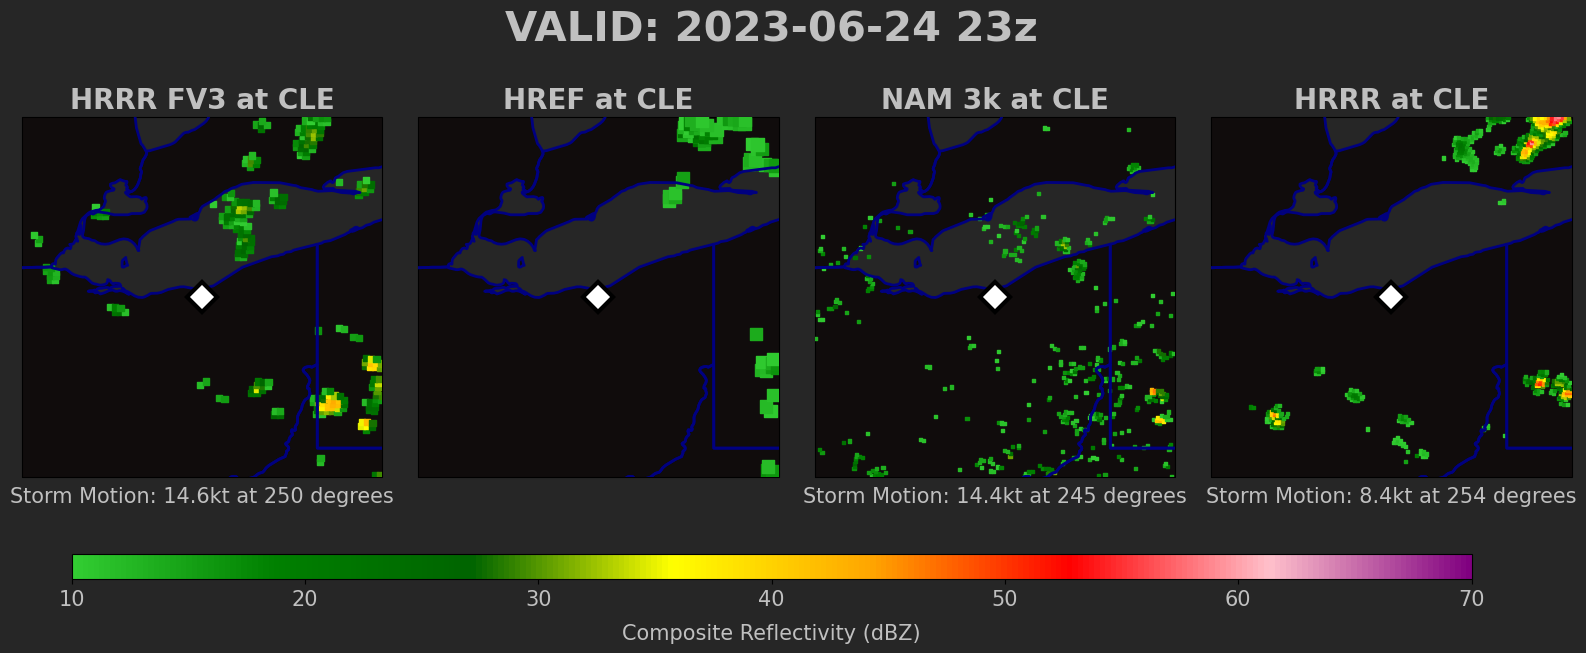 VALID: 2023-06-24 23z
HRRR FV3 at CLE
HREF at CLE
NAM 3k at CLE
HRRR at CLE
Storm Motion: 14.6kt at 250 degrees
Storm Motion: 14.4kt at 245 degrees
Storm Motion: 8.4kt at 254 degrees
10 20 30 40 50 60 70
Composite Reflectivity (dBZ)